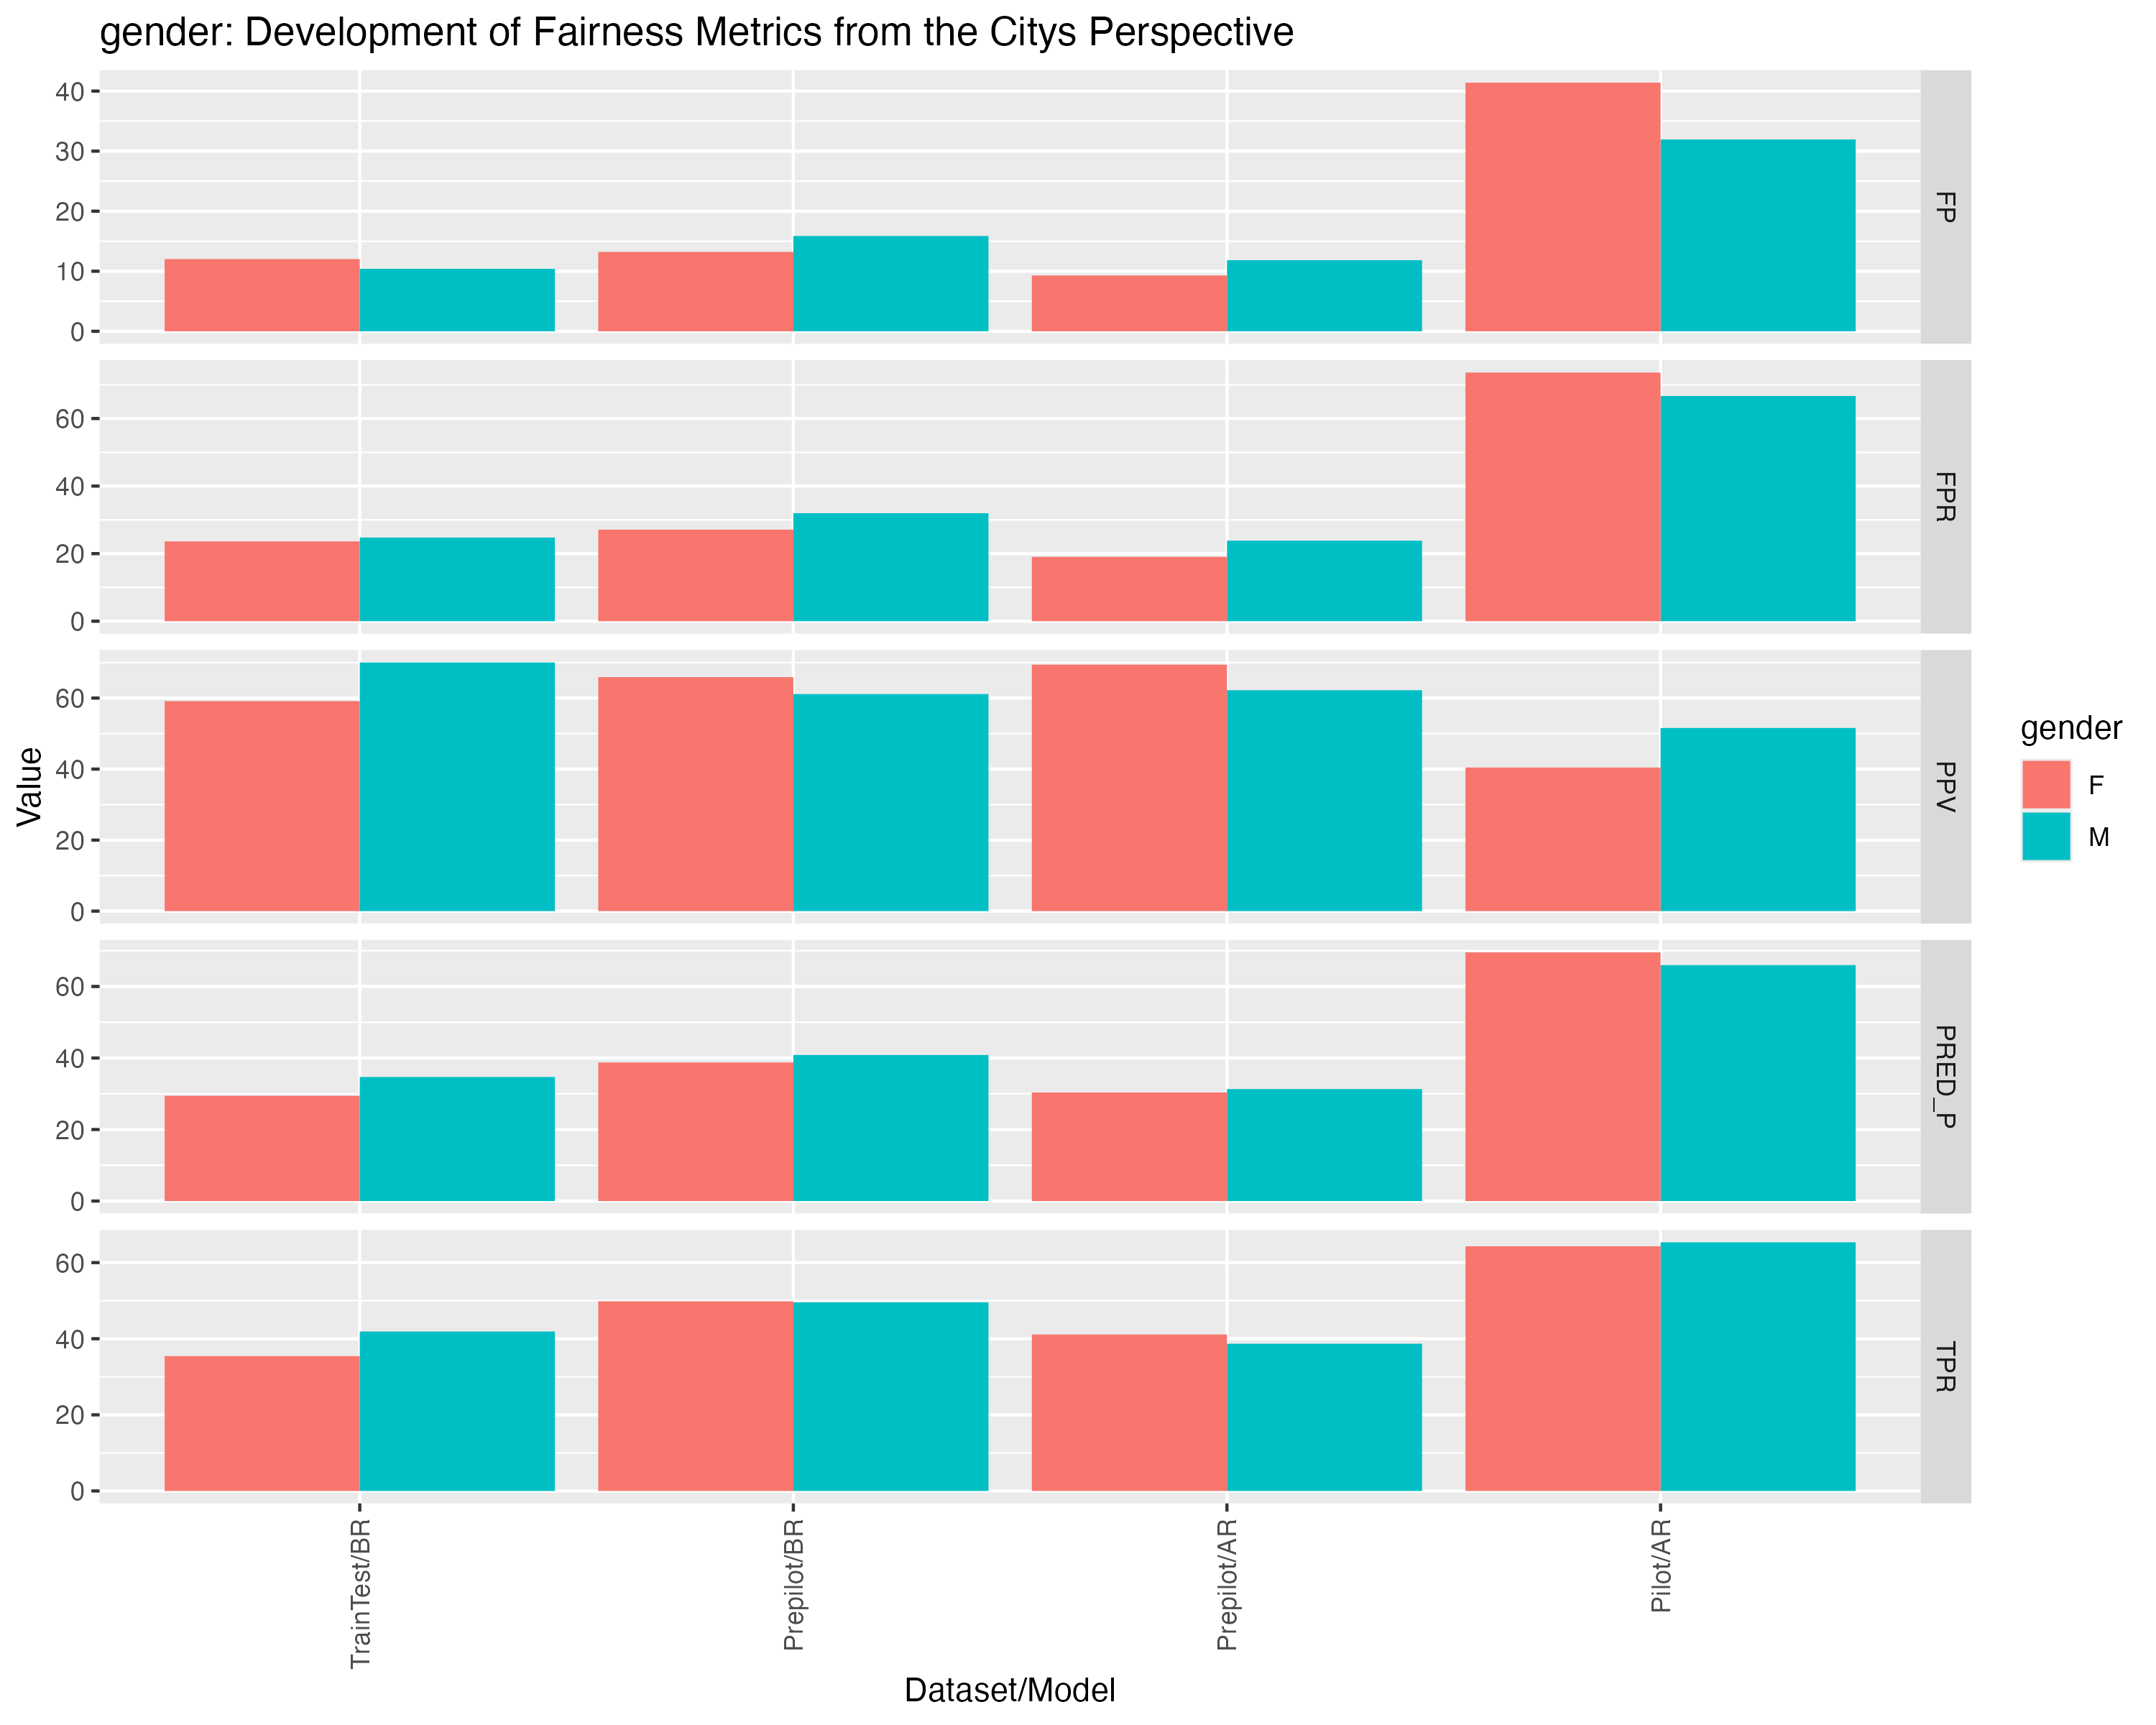 gender: Development of Fairness Metrics from the Citys Perspective
40
30
20
10
0
FP
60
40
20
0
FPR
60
40
20
0
PPV
60
40
20
0
PRED_P
60
40
20
0
TPR
Value
TrainTest/BR
Prepilot/BR
Prepilot/AR
Pilot/AR
Dataset/Model
gender
F
M